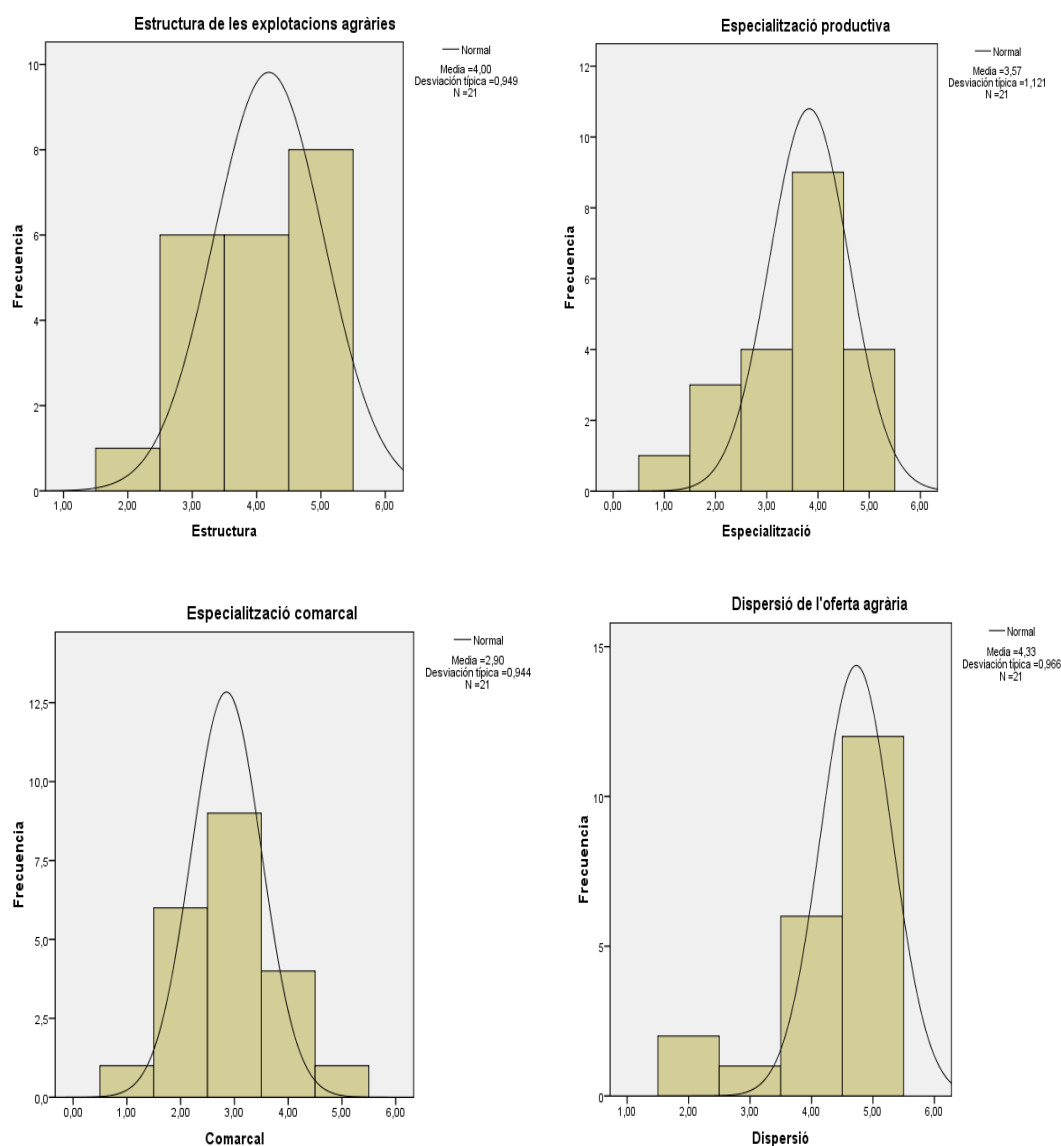 Estructura de les explotacions agràries
Normal
Media =4,00
Desviación típica =0,949
N =21
Frecuencia
10
8
6
4
2
0
1,00 2,00 3,00 4,00 5,00 6,00
Estructura
Especialització productiva
Normal
Media =3,57
Desviación típica =1,121
N =21
Frecuencia
12
10
8
6
4
2
0
0,00 1,00 2,00 3,00 4,00 5,00 6,00
Especialització
Especialització comarcal
Normal
Media =2,90
Desviación típica =0,944
N =21
Frecuencia
12,5
10,0
7,5
5,0
2,5
0,0
0,00 1,00 2,00 3,00 4,00 5,00 6,00
Comarcal
Dispersió de l'oferta agrària
Normal
Media =4,33
Desviación típica =0,966
N =21
Frecuencia
15
10
5
0
1,00 2,00 3,00 4,00 5,00 6,00
Dispersió